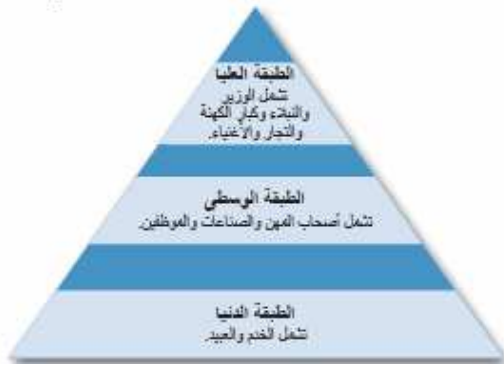 الطبقة العليا
تشمل الوزير
والنبلاء وكبار الكهنة
والتجار والأغنياء.
الطبقة الوسطى
تشمل أصحاب المهن والصناعات والموظفين.
الطبقة الدنيا
تشمل الخدم والعبيد.